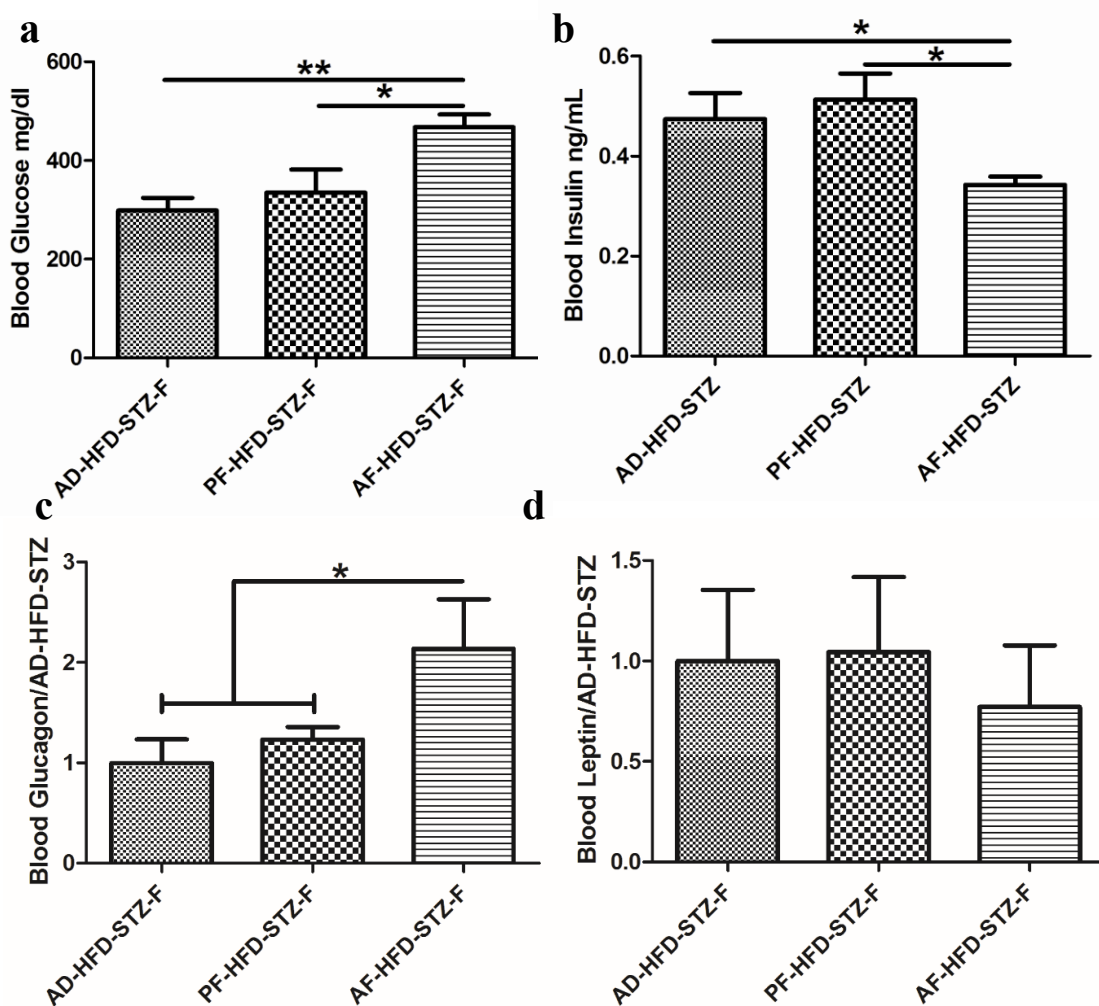 a
Blood Glucose mg/dl
600
400
200
0
**
*
AD-HFD-STZ-F
PF-HFD-STZ-F
AF-HFD-STZ-F
b
Blood Insulin ng/mL
0.6
0.4
0.2
0.0
*
*
AD-HFD-STZ
PF-HFD-STZ
AF-HFD-STZ
c
Blood Glucagon/AD-HFD-STZ
3
2
1
0
*
AD-HFD-STZ-F
PF-HFD-STZ-F
AF-HFD-STZ-F
d
Blood Leptin/AD-HFD-STZ
1.5
1.0
0.5
0.0
AD-HFD-STZ-F
PF-HFD-STZ-F
AF-HFD-STZ-F